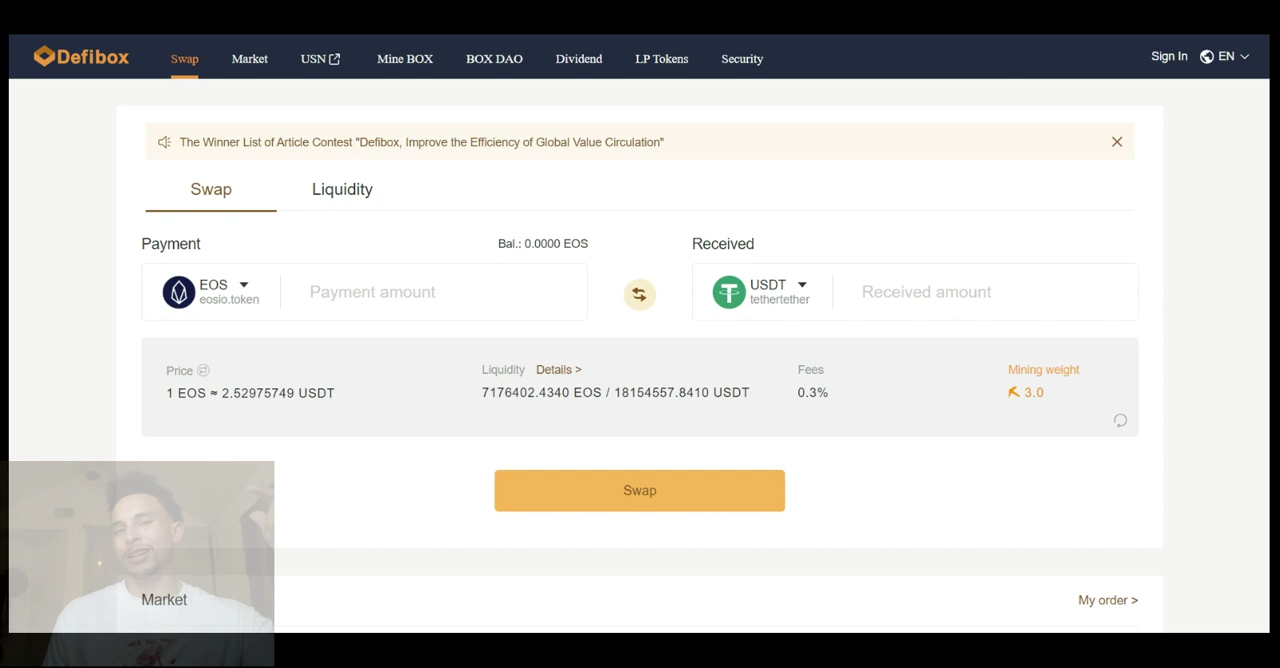 Defibox
Swap Market USN Mine BOX BOX DAO Dividend LP Tokens Security
Sign In EN
The Winner List of Article Contest "Defibox, Improve the Efficiency of Global Value Circulation"
Swap Liquidity
Payment Bal.: 0.0000 EOS Received
EOS
eosio.token
Payment amount
USDT
tethertether
Received amount
Price Liquidity Details > Fees Mining weight
1 EOS ≈ 2.52975749 USDT 7176402.4340 EOS / 18154557.8410 USDT 0.3% 3.0
Swap
Market My order >